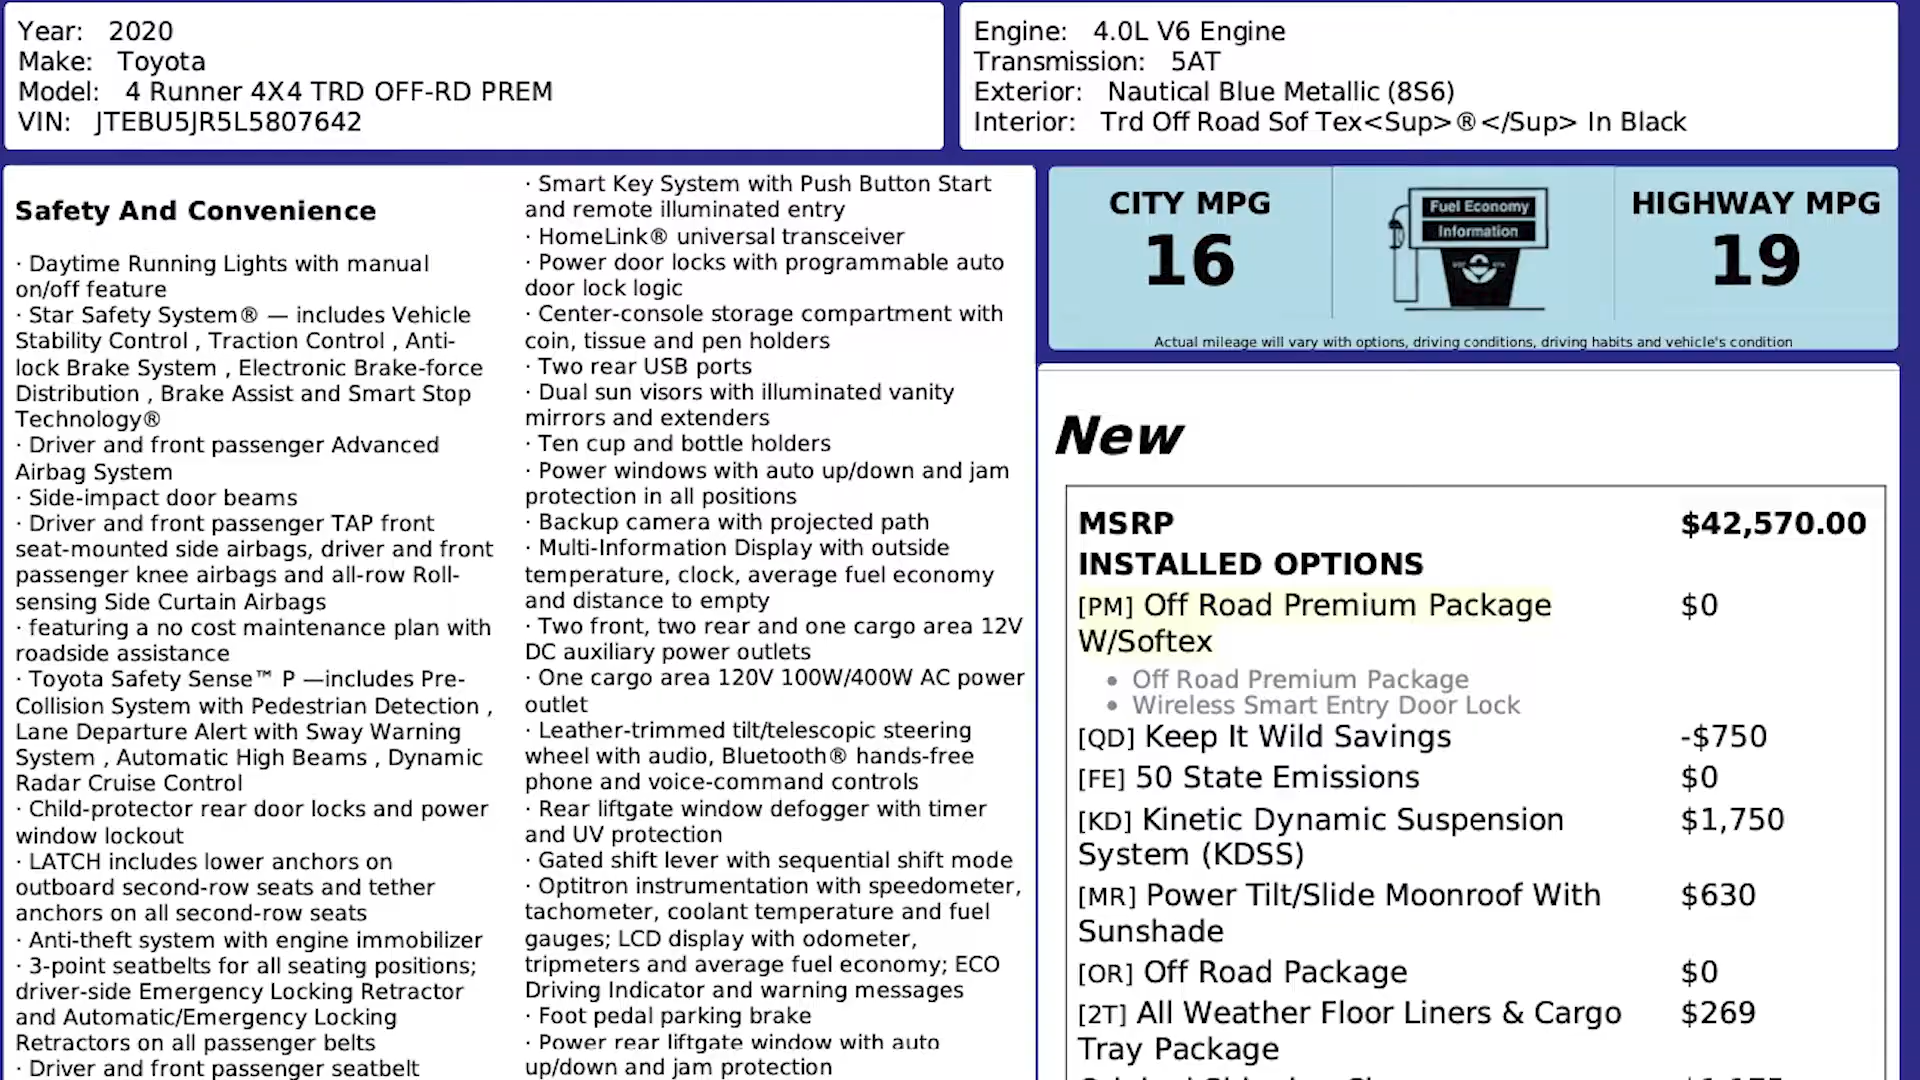 Year: 2020
Make: Toyota
Model: 4 Runner 4X4 TRD OFF-RD PREM
VIN: JTEBU5JR5L5807642
Engine: 4.0L V6 Engine
Transmission: 5AT
Exterior: Nautical Blue Metallic (8S6)
Interior: Trd Off Road Sof Tex<Sup>®</Sup> In Black
Safety And Convenience
· Daytime Running Lights with manual
on/off feature
· Star Safety System® — includes Vehicle
Stability Control , Traction Control , Anti-
lock Brake System , Electronic Brake-force
Distribution , Brake Assist and Smart Stop
Technology®
· Driver and front passenger Advanced
Airbag System
· Side-impact door beams
· Driver and front passenger TAP front
seat-mounted side airbags, driver and front
passenger knee airbags and all-row Roll-
sensing Side Curtain Airbags
· featuring a no cost maintenance plan with
roadside assistance
· Toyota Safety Sense™ P —includes Pre-
Collision System with Pedestrian Detection ,
Lane Departure Alert with Sway Warning
System , Automatic High Beams , Dynamic
Radar Cruise Control
· Child-protector rear door locks and power
window lockout
· LATCH includes lower anchors on
outboard second-row seats and tether
anchors on all second-row seats
· Anti-theft system with engine immobilizer
· 3-point seatbelts for all seating positions;
driver-side Emergency Locking Retractor
and Automatic/Emergency Locking
Retractors on all passenger belts
· Driver and front passenger seatbelt
· Smart Key System with Push Button Start
and remote illuminated entry
· HomeLink® universal transceiver
· Power door locks with programmable auto
door lock logic
· Center-console storage compartment with
coin, tissue and pen holders
· Two rear USB ports
· Dual sun visors with illuminated vanity
mirrors and extenders
· Ten cup and bottle holders
· Power windows with auto up/down and jam
protection in all positions
· Backup camera with projected path
· Multi-Information Display with outside
temperature, clock, average fuel economy
and distance to empty
· Two front, two rear and one cargo area 12V
DC auxiliary power outlets
· One cargo area 120V 100W/400W AC power
outlet
· Leather-trimmed tilt/telescopic steering
wheel with audio, Bluetooth® hands-free
phone and voice-command controls
· Rear liftgate window defogger with timer
and UV protection
· Gated shift lever with sequential shift mode
· Optitron instrumentation with speedometer,
tachometer, coolant temperature and fuel
gauges; LCD display with odometer,
tripmeters and average fuel economy; ECO
Driving Indicator and warning messages
· Foot pedal parking brake
· Power rear liftgate window with auto
up/down and jam protection
CITY MPG
16
Fuel Economy
Information
HIGHWAY MPG
19
Actual mileage will vary with options, driving conditions, driving habits and vehicle's condition
New
MSRP $42,570.00
INSTALLED OPTIONS
[PM] Off Road Premium Package $0
W/Softex
• Off Road Premium Package
• Wireless Smart Entry Door Lock
[QD] Keep It Wild Savings -$750
[FE] 50 State Emissions $0
[KD] Kinetic Dynamic Suspension $1,750
System (KDSS)
[MR] Power Tilt/Slide Moonroof With $630
Sunshade
[OR] Off Road Package $0
[2T] All Weather Floor Liners & Cargo $269
Tray Package